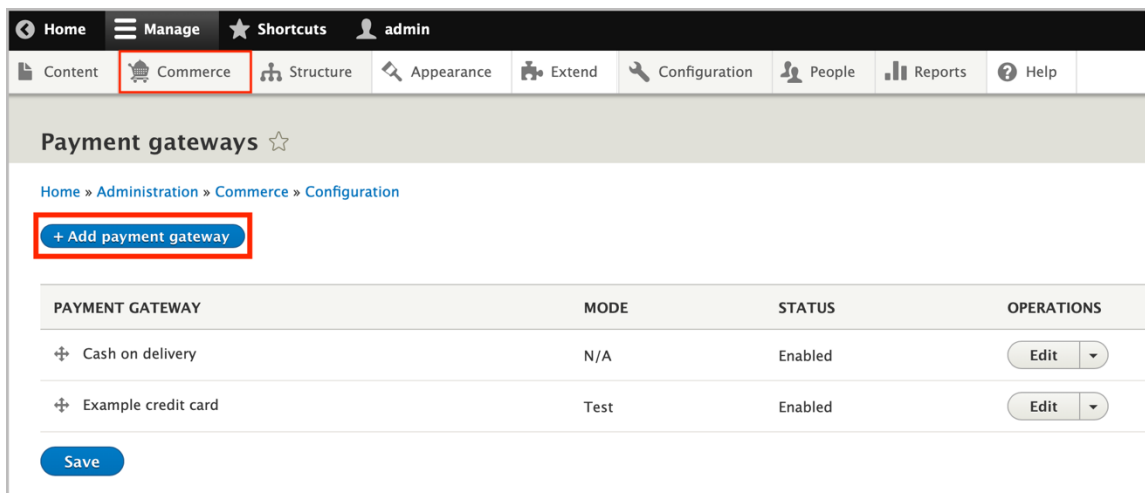 Home Manage Shortcuts admin
Content Commerce Structure Appearance Extend Configuration People Reports Help
Payment gateways
Home » Administration » Commerce » Configuration
+ Add payment gateway
PAYMENT GATEWAY MODE STATUS OPERATIONS
Cash on delivery N/A Enabled Edit
Example credit card Test Enabled Edit
Save